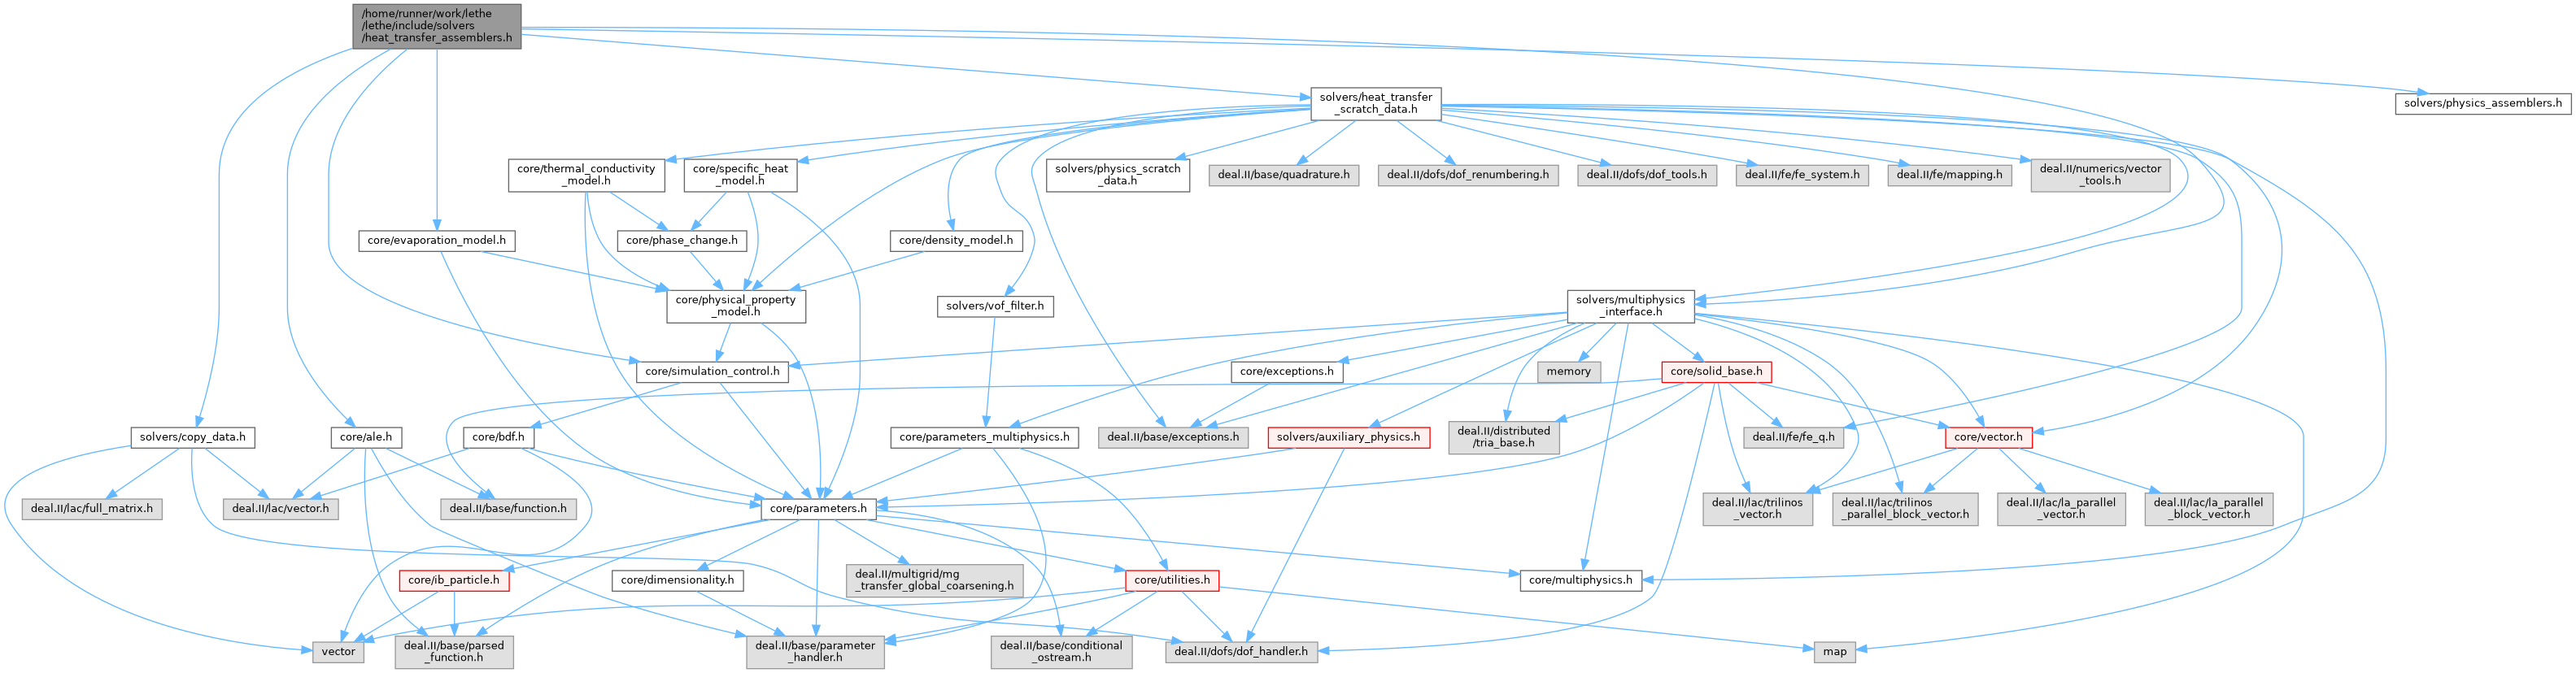 /home/runner/work/lethe
/lethe/include/solvers
/heat_transfer_assemblers.h
solvers/heat_transfer
_scratch_data.h
solvers/physics_assemblers.h
core/thermal_conductivity
_model.h
core/specific_heat
_model.h
solvers/physics_scratch
_data.h
deal.II/base/quadrature.h
deal.II/dofs/dof_renumbering.h
deal.II/dofs/dof_tools.h
deal.II/fe/fe_system.h
deal.II/fe/mapping.h
deal.II/numerics/vector
_tools.h
core/evaporation_model.h
core/phase_change.h
core/density_model.h
core/physical_property
_model.h
solvers/vof_filter.h
solvers/multiphysics
_interface.h
core/simulation_control.h
core/exceptions.h
memory
core/solid_base.h
solvers/copy_data.h
core/ale.h
core/bdf.h
core/parameters_multiphysics.h
deal.II/base/exceptions.h
solvers/auxiliary_physics.h
deal.II/distributed
/tria_base.h
deal.II/fe/fe_q.h
core/vector.h
deal.II/lac/full_matrix.h
deal.II/lac/vector.h
deal.II/base/function.h
core/parameters.h
deal.II/lac/trilinos
_vector.h
deal.II/lac/trilinos
_parallel_block_vector.h
deal.II/lac/la_parallel
_vector.h
deal.II/lac/la_parallel
_block_vector.h
core/ib_particle.h
core/dimensionality.h
deal.II/multigrid/mg
_transfer_global_coarsening.h
core/utilities.h
core/multiphysics.h
vector
deal.II/base/parsed
_function.h
deal.II/base/parameter
_handler.h
deal.II/base/conditional
_ostream.h
deal.II/dofs/dof_handler.h
map